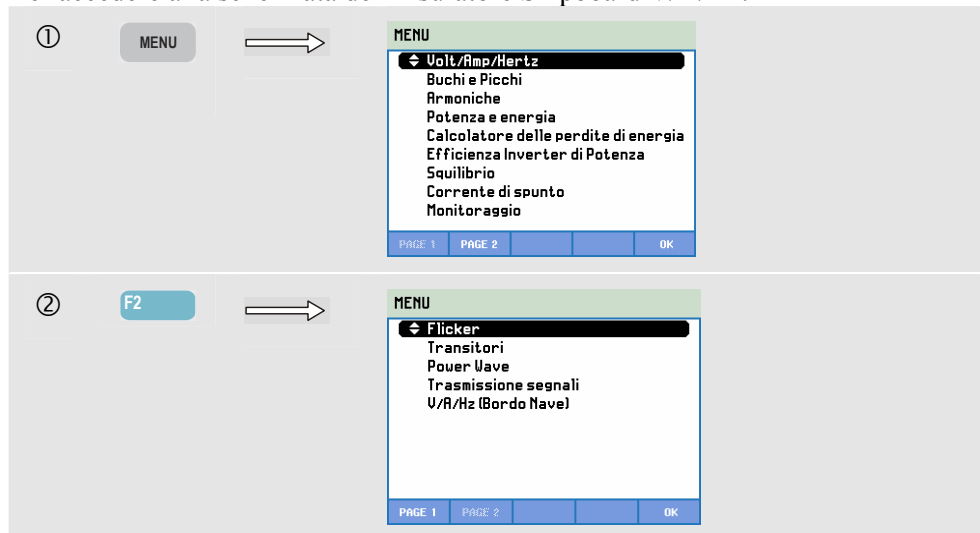 ①
MENU
MENU
Volt/Amp/Hertz
Buchi e Picchi
Armoniche
Potenza e energia
Calcolatore delle perdite di energia
Efficienza Inverter di Potenza
Squilibrio
Corrente di spunto
Monitoraggio
PAGE 1 PAGE 2 OK
②
F2
MENU
Flicker
Transitori
Power Wave
Trasmissione segnali
V/A/Hz (Bordo Nave)
PAGE 1 PAGE 2 OK